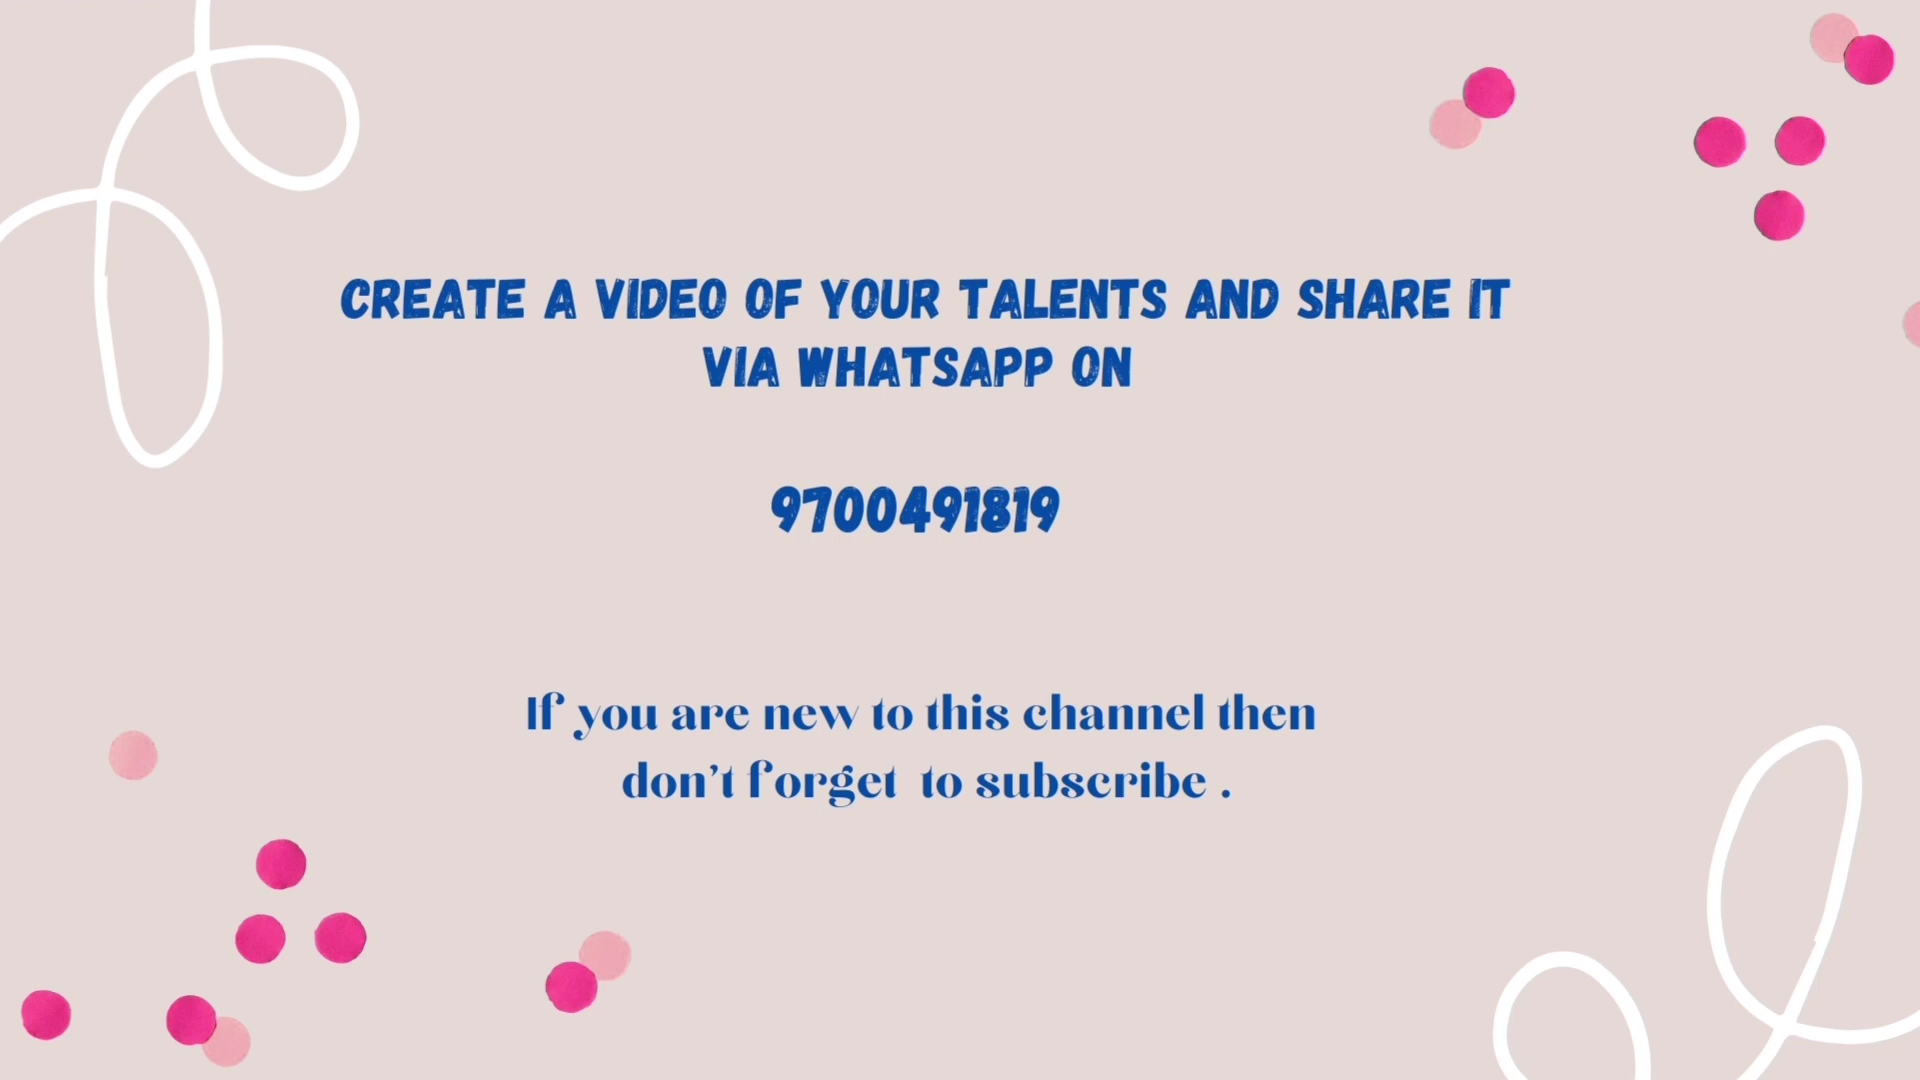 CREATE A VIDEO OF YOUR TALENTS AND SHARE IT
VIA WHATSAPP ON
9700491819
If you are new to this channel then
don't forget to subscribe .